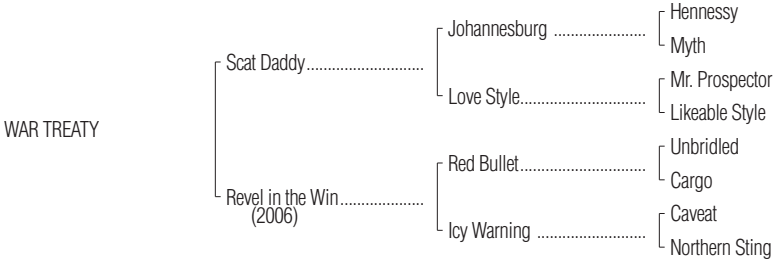 Hennessy
Johannesburg ........................
Myth
Scat Daddy...............................
Mr. Prospector
Love Style.................................
Likeable Style
WAR TREATY
Unbridled
Red Bullet.................................
Cargo
Revel in the Win......................
(2006)
Caveat
Icy Warning ............................
Northern Sting